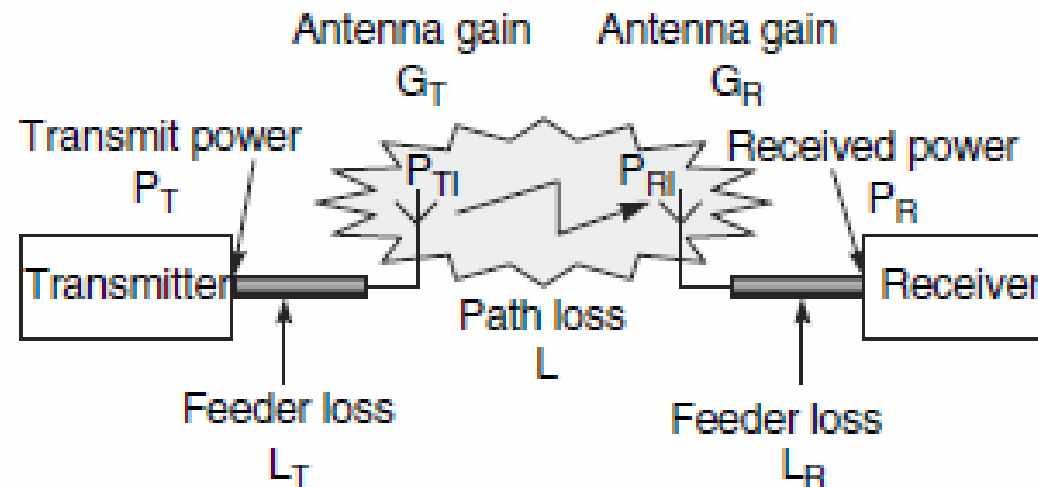 Antenna gain
G_T
Antenna gain
G_R
Transmit power
P_T
P_TI
P_RI
Received power
P_R
Transmitter
Receiver
Path loss
L
Feeder loss
L_T
Feeder loss
L_R